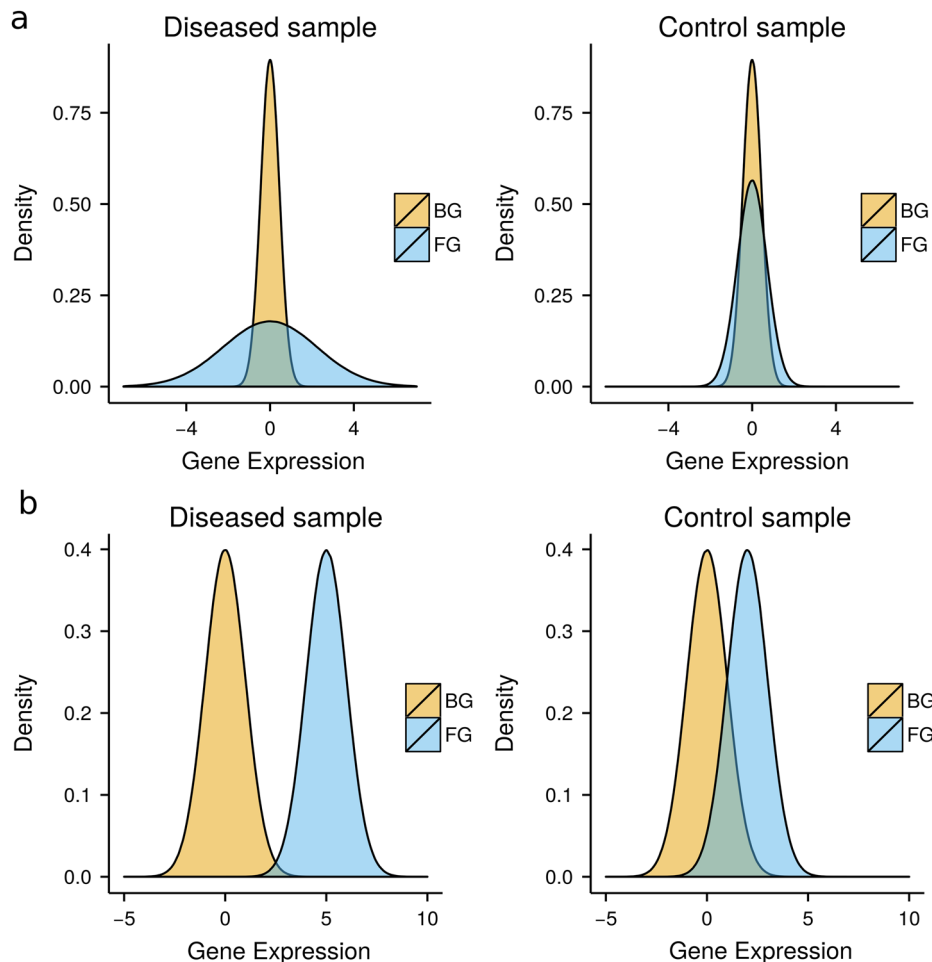 a
Diseased sample
Density
0.75
0.50
0.25
0.00
−4 0 4
Gene Expression
BG
FG
Control sample
Density
0.75
0.50
0.25
0.00
−4 0 4
Gene Expression
BG
FG
b
Diseased sample
Density
0.4
0.3
0.2
0.1
0.0
−5 0 5 10
Gene Expression
BG
FG
Control sample
Density
0.4
0.3
0.2
0.1
0.0
−5 0 5 10
Gene Expression
BG
FG